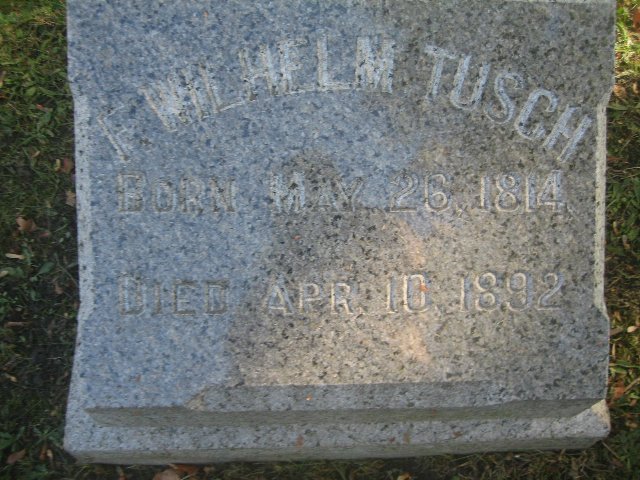 F WILHELM TUSCH
BORN MAY. 26, 1814.
DIED APR. 10, 1892